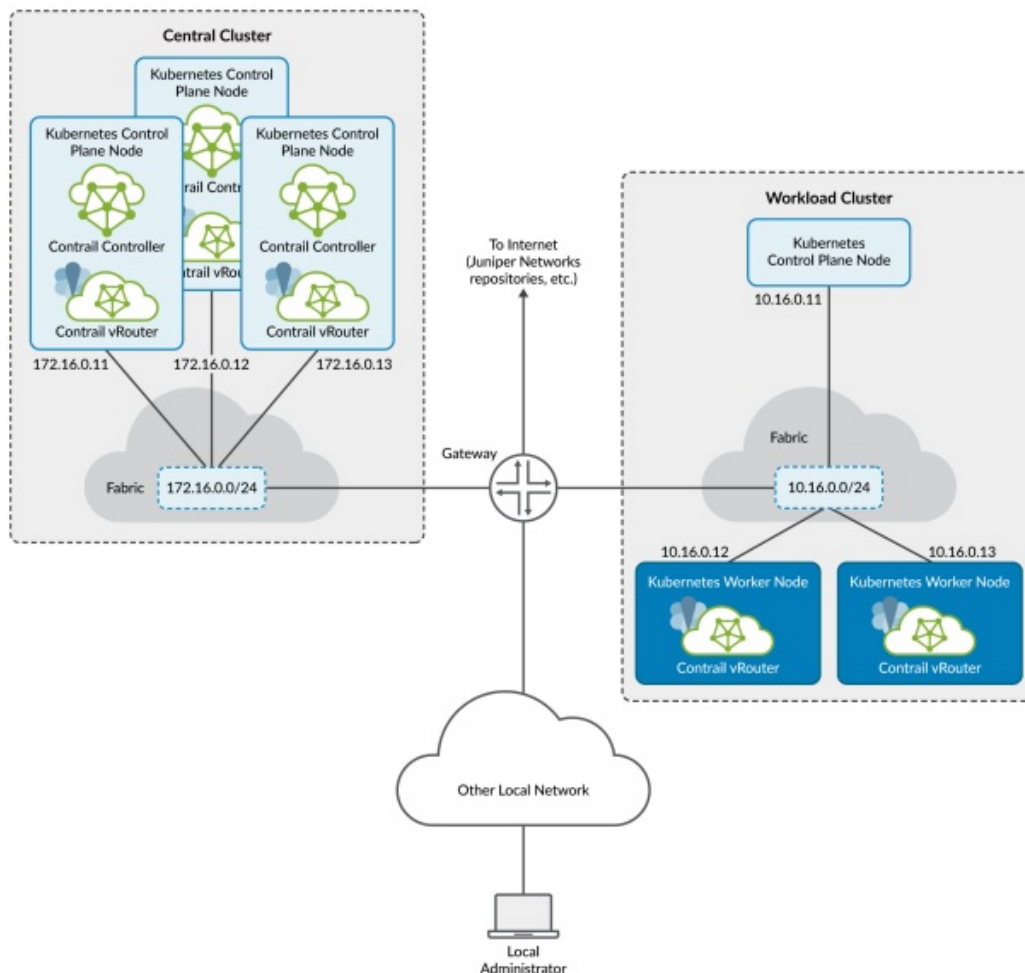 Central Cluster
Kubernetes Control
Plane Node
Kubernetes Control
Plane Node
Contrail Controller
Contrail vRouter
Kubernetes Control
Plane Node
Contrail Controller
Contrail vRouter
172.16.0.11
172.16.0.12
172.16.0.13
Fabric
172.16.0.0/24
To Internet
(Juniper Networks
repositories, etc.)
Gateway
Workload Cluster
Kubernetes
Control Plane Node
10.16.0.11
Fabric
10.16.0.0/24
10.16.0.12
10.16.0.13
Kubernetes Worker Node
Contrail vRouter
Kubernetes Worker Node
Contrail vRouter
Other Local Network
Local
Administrator